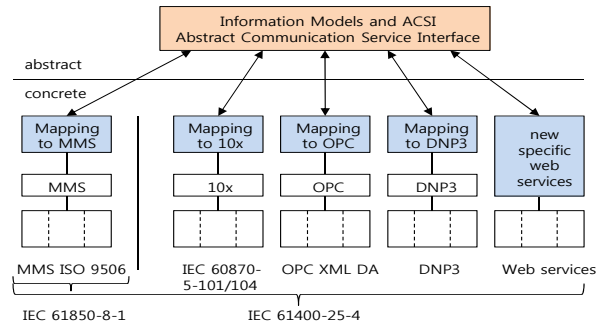 Information Models and ACSI
Abstract Communication Service Interface
abstract
concrete
Mapping
to MMS
Mapping
to 10x
Mapping
to OPC
Mapping
to DNP3
new
specific
web
services
MMS
10x
OPC
DNP3
MMS ISO 9506
IEC 60870-
5-101/104
OPC XML DA
DNP3
Web services
IEC 61850-8-1
IEC 61400-25-4